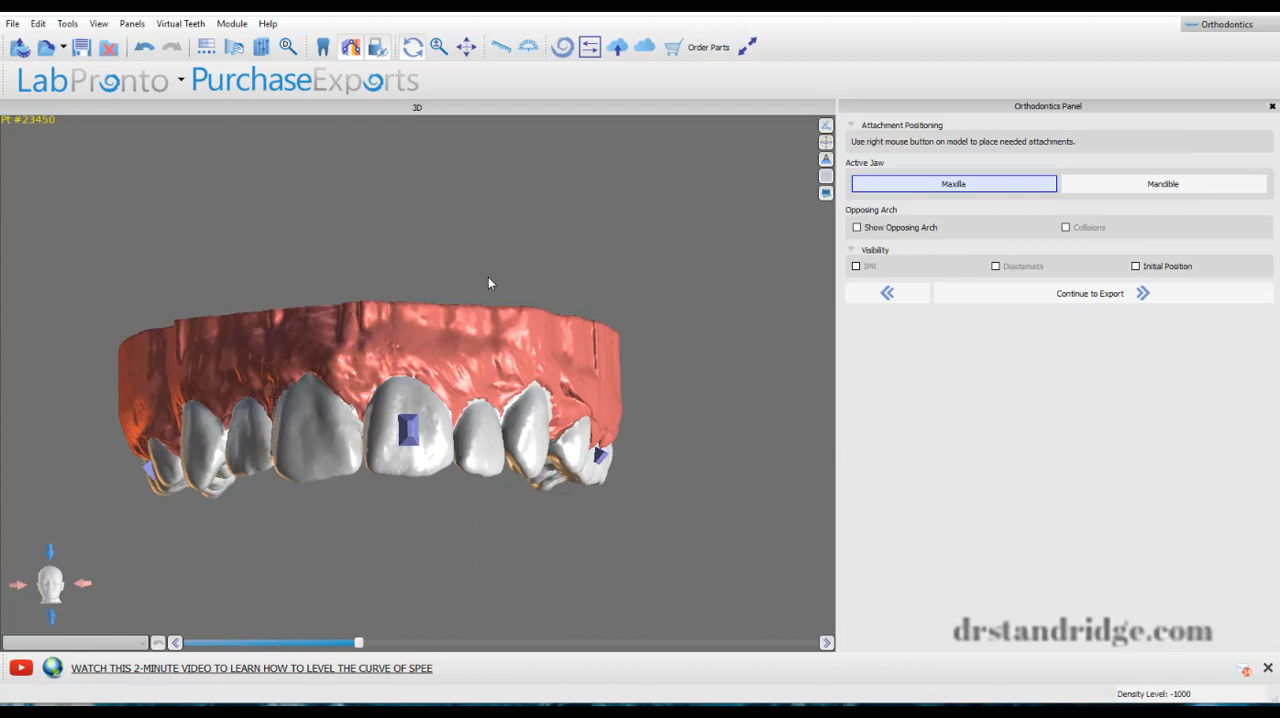 File Edit Tools View Panels Virtual Teeth Module Help
Orthodontics
Order Parts
LabPronto PurchaseExports
3D
Orthodontics Panel
Pt #23450
Attachment Positioning
Use right mouse button on model to place needed attachments.
Active Jaw
Maxilla Mandible
Opposing Arch
Show Opposing Arch Collisions
Visibility
IPR Diastemata Initial Position
Continue to Export
drstandridge.com
WATCH THIS 2-MINUTE VIDEO TO LEARN HOW TO LEVEL THE CURVE OF SPEE
Density Level: -1000